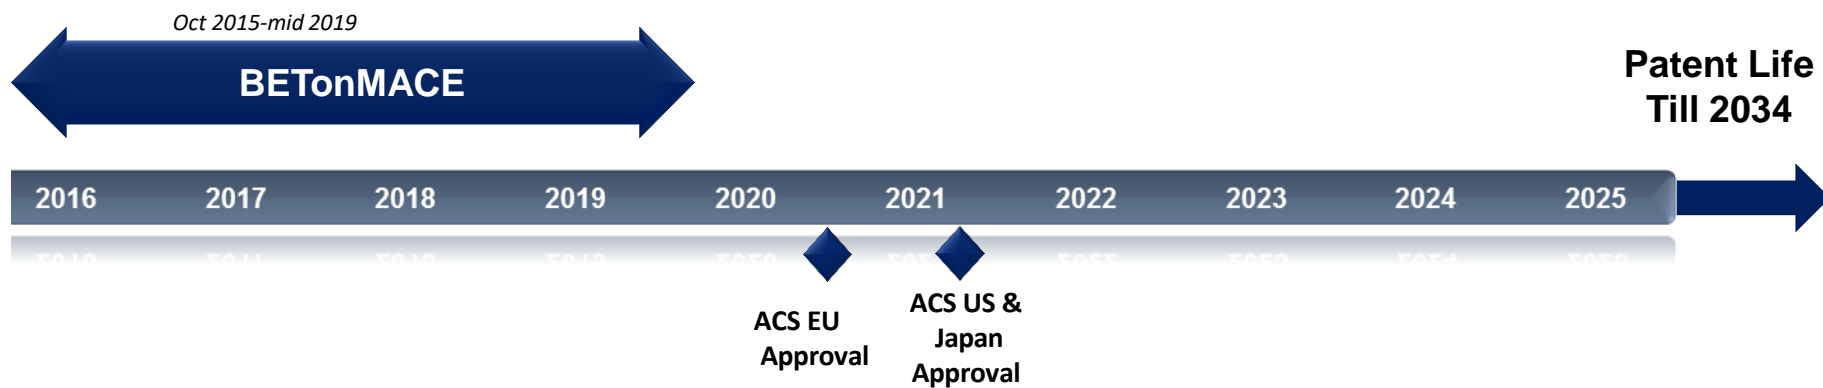 Oct 2015-mid 2019
BETonMACE
Patent Life
Till 2034
2016 2017 2018 2019 2020 2021 2022 2023 2024 2025
ACS EU
Approval
ACS US &
Japan
Approval